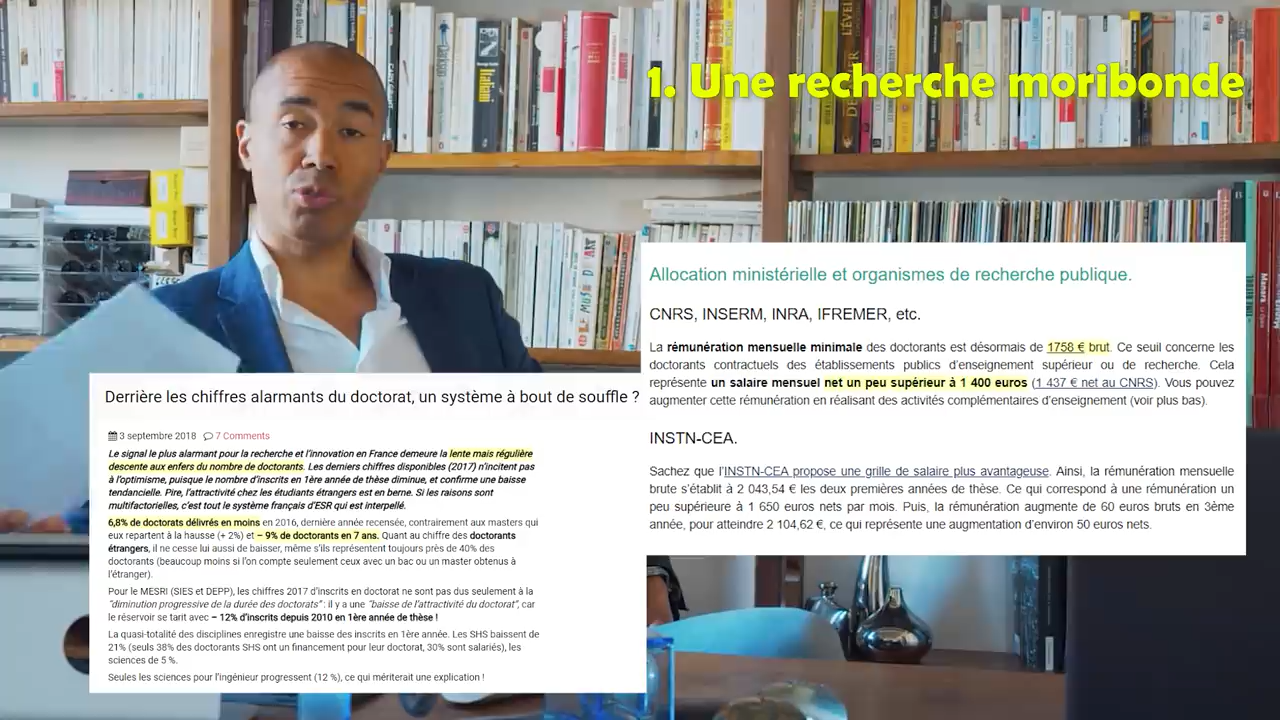 1. Une recherche moribonde
Italiani
MUSÉE
D'ART
Allocation ministérielle et organismes de recherche publique.
CNRS, INSERM, INRA, IFREMER, etc.
La rémunération mensuelle minimale des doctorants est désormais de 1758 € brut. Ce seuil concerne les
doctorants contractuels des établissements publics d'enseignement supérieur ou de recherche. Cela
représente un salaire mensuel net un peu supérieur à 1 400 euros (1 437 € net au CNRS). Vous pouvez
augmenter cette rémunération en réalisant des activités complémentaires d'enseignement (voir plus bas).
INSTN-CEA.
Sachez que l'INSTN-CEA propose une grille de salaire plus avantageuse. Ainsi, la rémunération mensuelle
brute s'établit à 2 043,54 € les deux premières années de thèse. Ce qui correspond à une rémunération un
peu supérieure à 1 650 euros nets par mois. Puis, la rémunération augmente de 60 euros bruts en 3ème
année, pour atteindre 2 104,62 €, ce qui représente une augmentation d'environ 50 euros nets.
Derrière les chiffres alarmants du doctorat, un système à bout de souffle ?
3 septembre 2018 7 Comments
Le signal le plus alarmant pour la recherche et l'innovation en France demeure la lente mais régulière
descente aux enfers du nombre de doctorants. Les derniers chiffres disponibles (2017) n'incitent pas
à l'optimisme, puisque le nombre d'inscrits en 1ère année de thèse diminue, et confirme une baisse
tendancielle. Pire, l'attractivité chez les étudiants étrangers est en berne. Si les raisons sont
multifactorielles, c'est tout le système français d'ESR qui est interpellé.
6,8% de doctorats délivrés en moins en 2016, dernière année recensée, contrairement aux masters qui
eux repartent à la hausse (+ 2%) et – 9% de doctorants en 7 ans. Quant au chiffre des doctorants
étrangers, il ne cesse lui aussi de baisser, même s'ils représentent toujours près de 40% des
doctorants (beaucoup moins si l'on compte seulement ceux avec un bac ou un master obtenus à
l'étranger).
Pour le MESRI (SIES et DEPP), les chiffres 2017 d'inscrits en doctorat ne sont pas dus seulement à la
"diminution progressive de la durée des doctorats" : il y a une "baisse de l'attractivité du doctorat", car
le réservoir se tarit avec – 12% d'inscrits depuis 2010 en 1ère année de thèse !
La quasi-totalité des disciplines enregistre une baisse des inscrits en 1ère année. Les SHS baissent de
21% (seuls 38% des doctorants SHS ont un financement pour leur doctorat, 30% sont salariés), les
sciences de 5 %.
Seules les sciences pour l'ingénieur progressent (12 %), ce qui mériterait une explication !